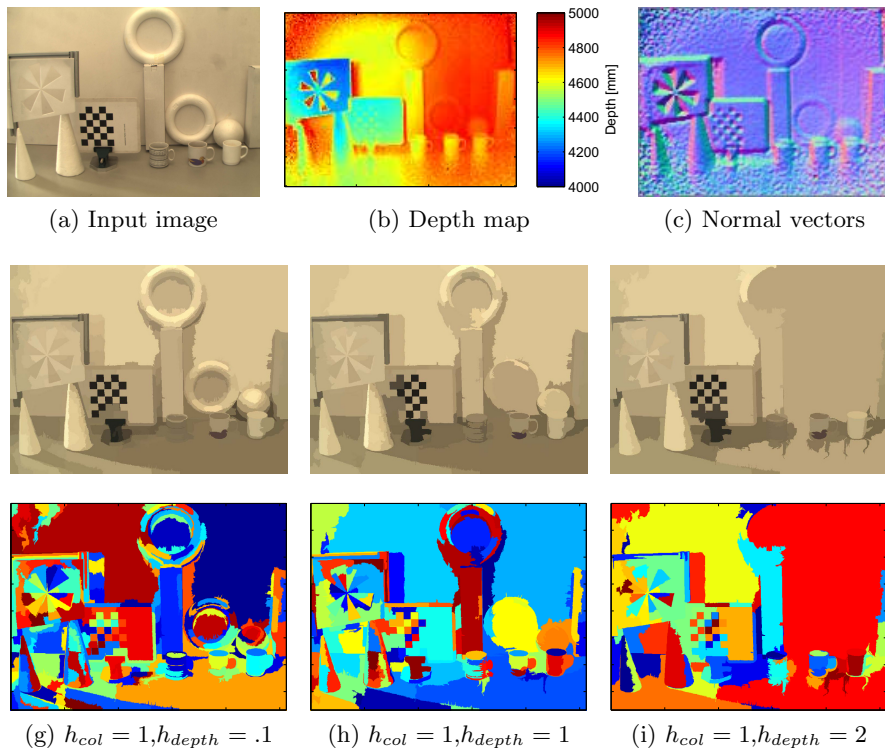 5000
4800
4600
4400
4200
4000
Depth [mm]
(a) Input image
(b) Depth map
(c) Normal vectors
(g) h_col = 1,h_depth = .1
(h) h_col = 1,h_depth = 1
(i) h_col = 1,h_depth = 2